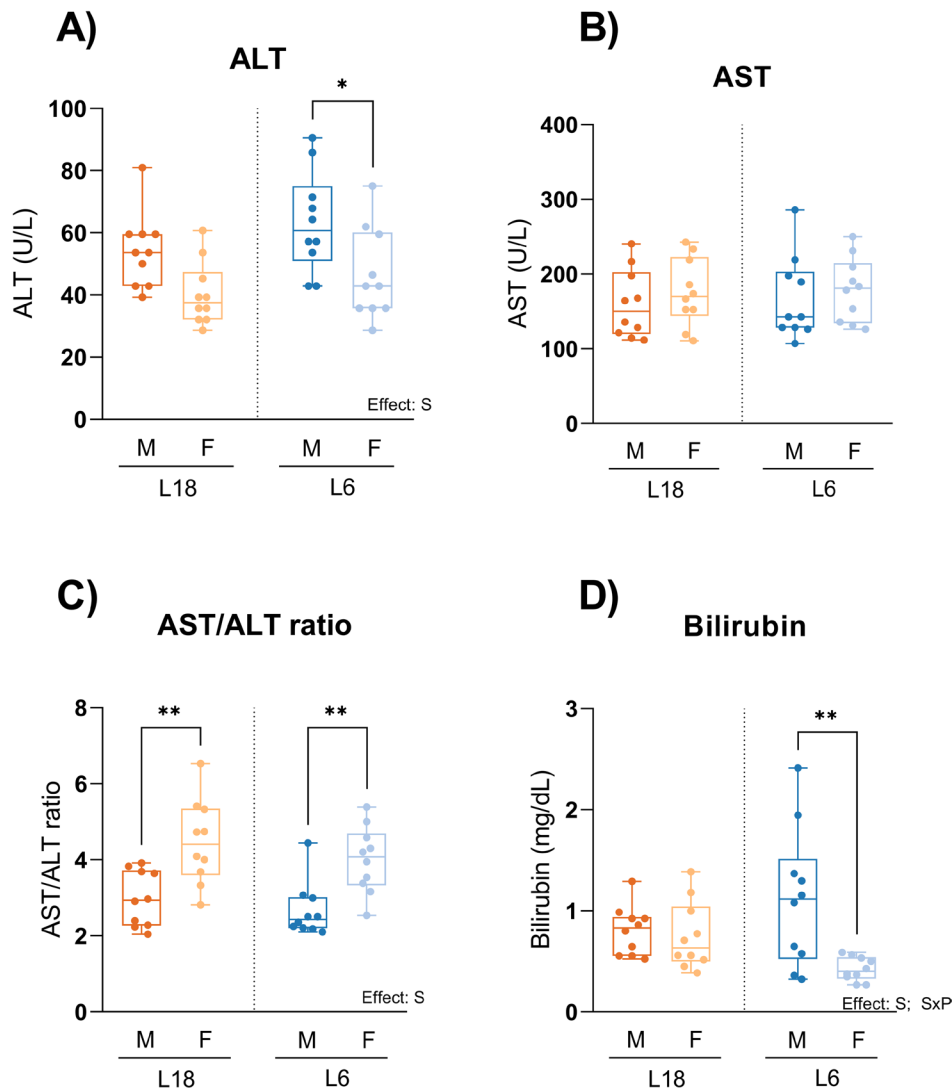 A)
ALT
*
ALT (U/L)
100
80
60
40
20
0
Effect: S
M F M F
L18 L6
B)
AST
AST (U/L)
400
300
200
100
0
M F M F
L18 L6
C)
AST/ALT ratio
** **
AST/ALT ratio
8
6
4
2
0
Effect: S
M F M F
L18 L6
D)
Bilirubin
**
Bilirubin (mg/dL)
3
2
1
0
Effect: S; SxP
M F M F
L18 L6